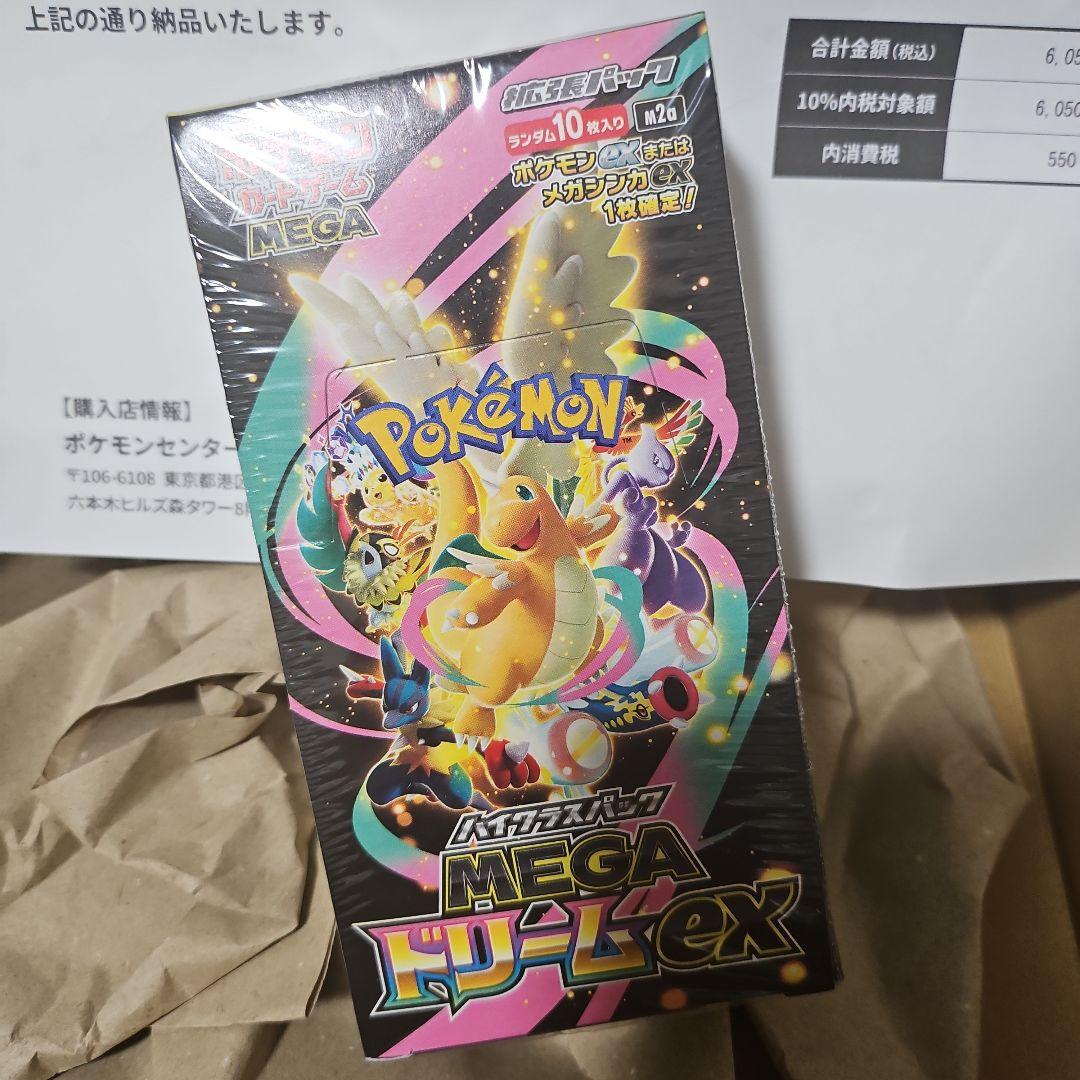 上記の通り納品いたします。
合計金額(税込)
6,05
10%内税対象額
6,050
内消費税
550
拡張パック
ランダム10枚入り
M2a
ポケモンexまたは
メガシンカex
1枚確定!
ポケモン
カードゲーム
MEGA
【購入店情報】
ポケモンセンター
〒106-6108 東京都港区
六本木ヒルズ森タワー8
POKÉMON
TM
ハイクラスパック
MEGA
ドリームex